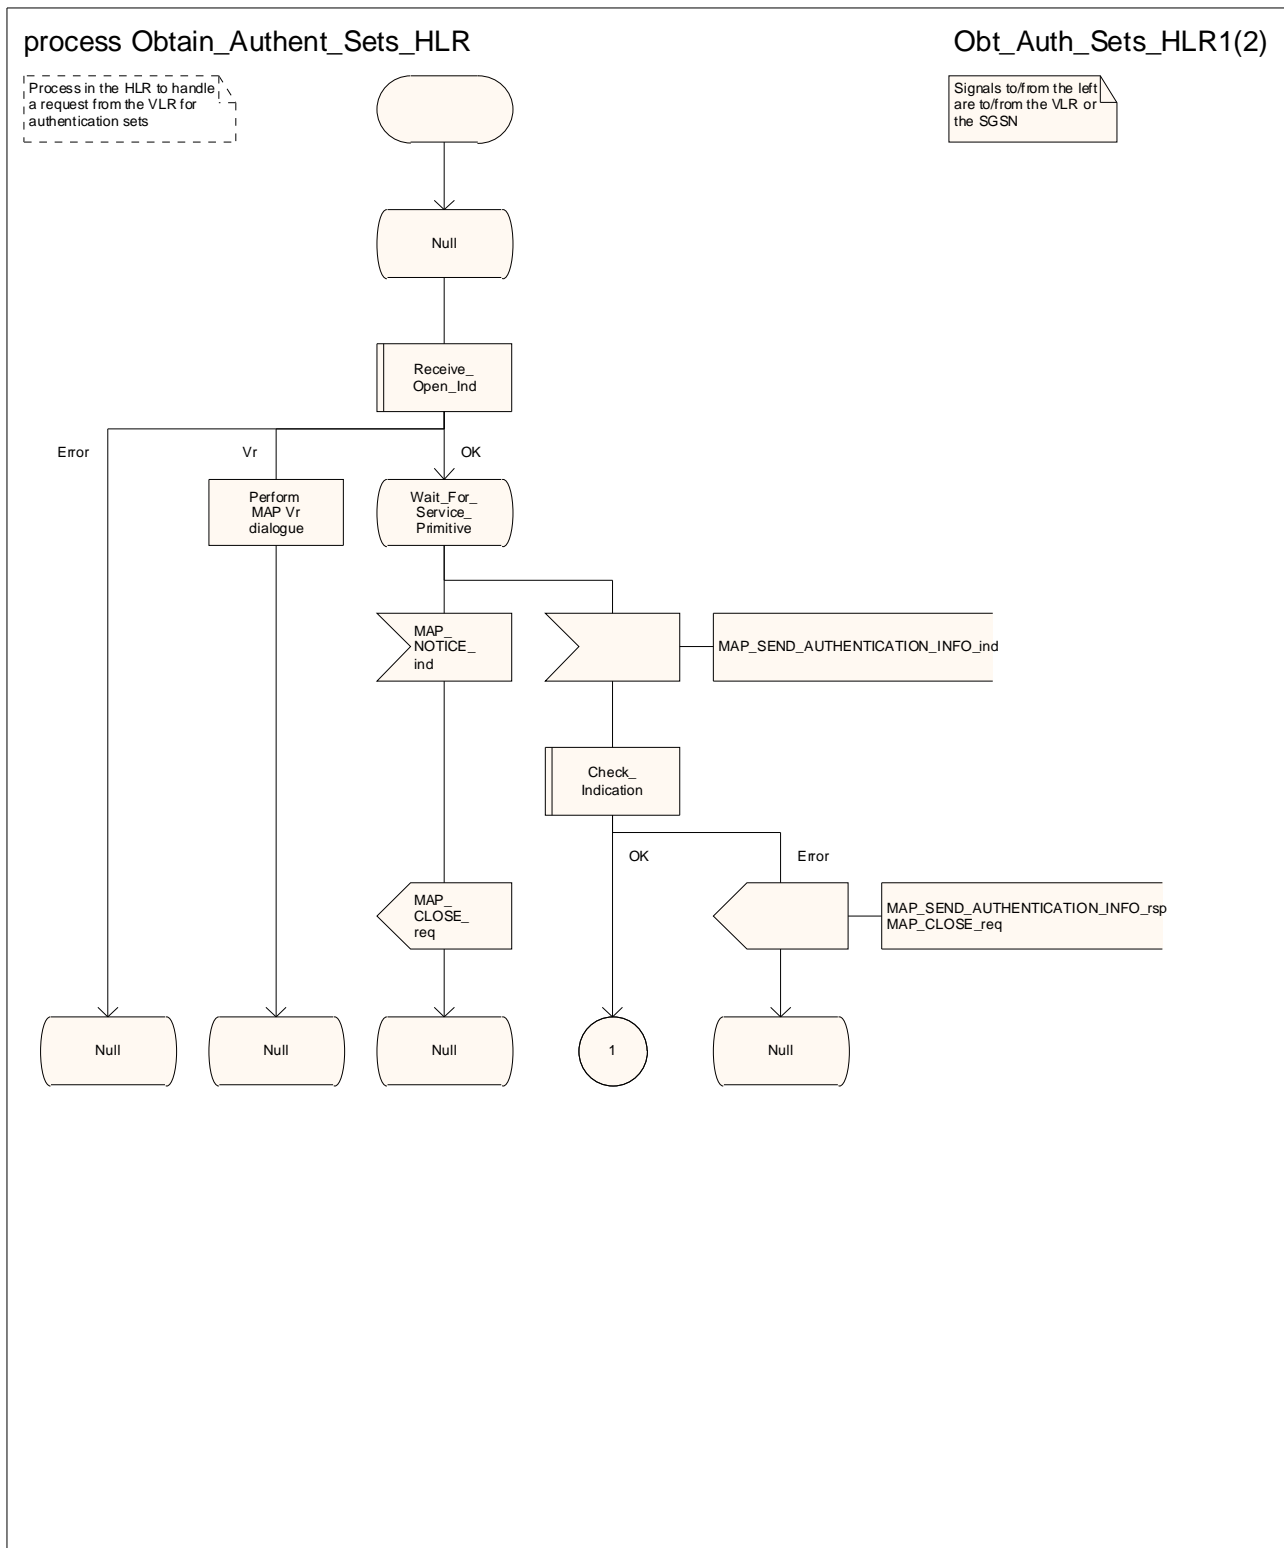 process Obtain_Authent_Sets_HLR
Obt_Auth_Sets_HLR1(2)
Process in the HLR to handle
a request from the VLR for
authentication sets
Signals to/from the left
are to/from the VLR or
the SGSN
Null
Receive_
Open_Ind
Error
Vr
OK
Perform
MAP Vr
dialogue
Wait_For_
Service_
Primitive
MAP_
NOTICE_
ind
MAP_SEND_AUTHENTICATION_INFO_ind
Check_
Indication
OK
Error
MAP_
CLOSE_
req
MAP_SEND_AUTHENTICATION_INFO_rsp
MAP_CLOSE_req
Null
Null
Null
1
Null